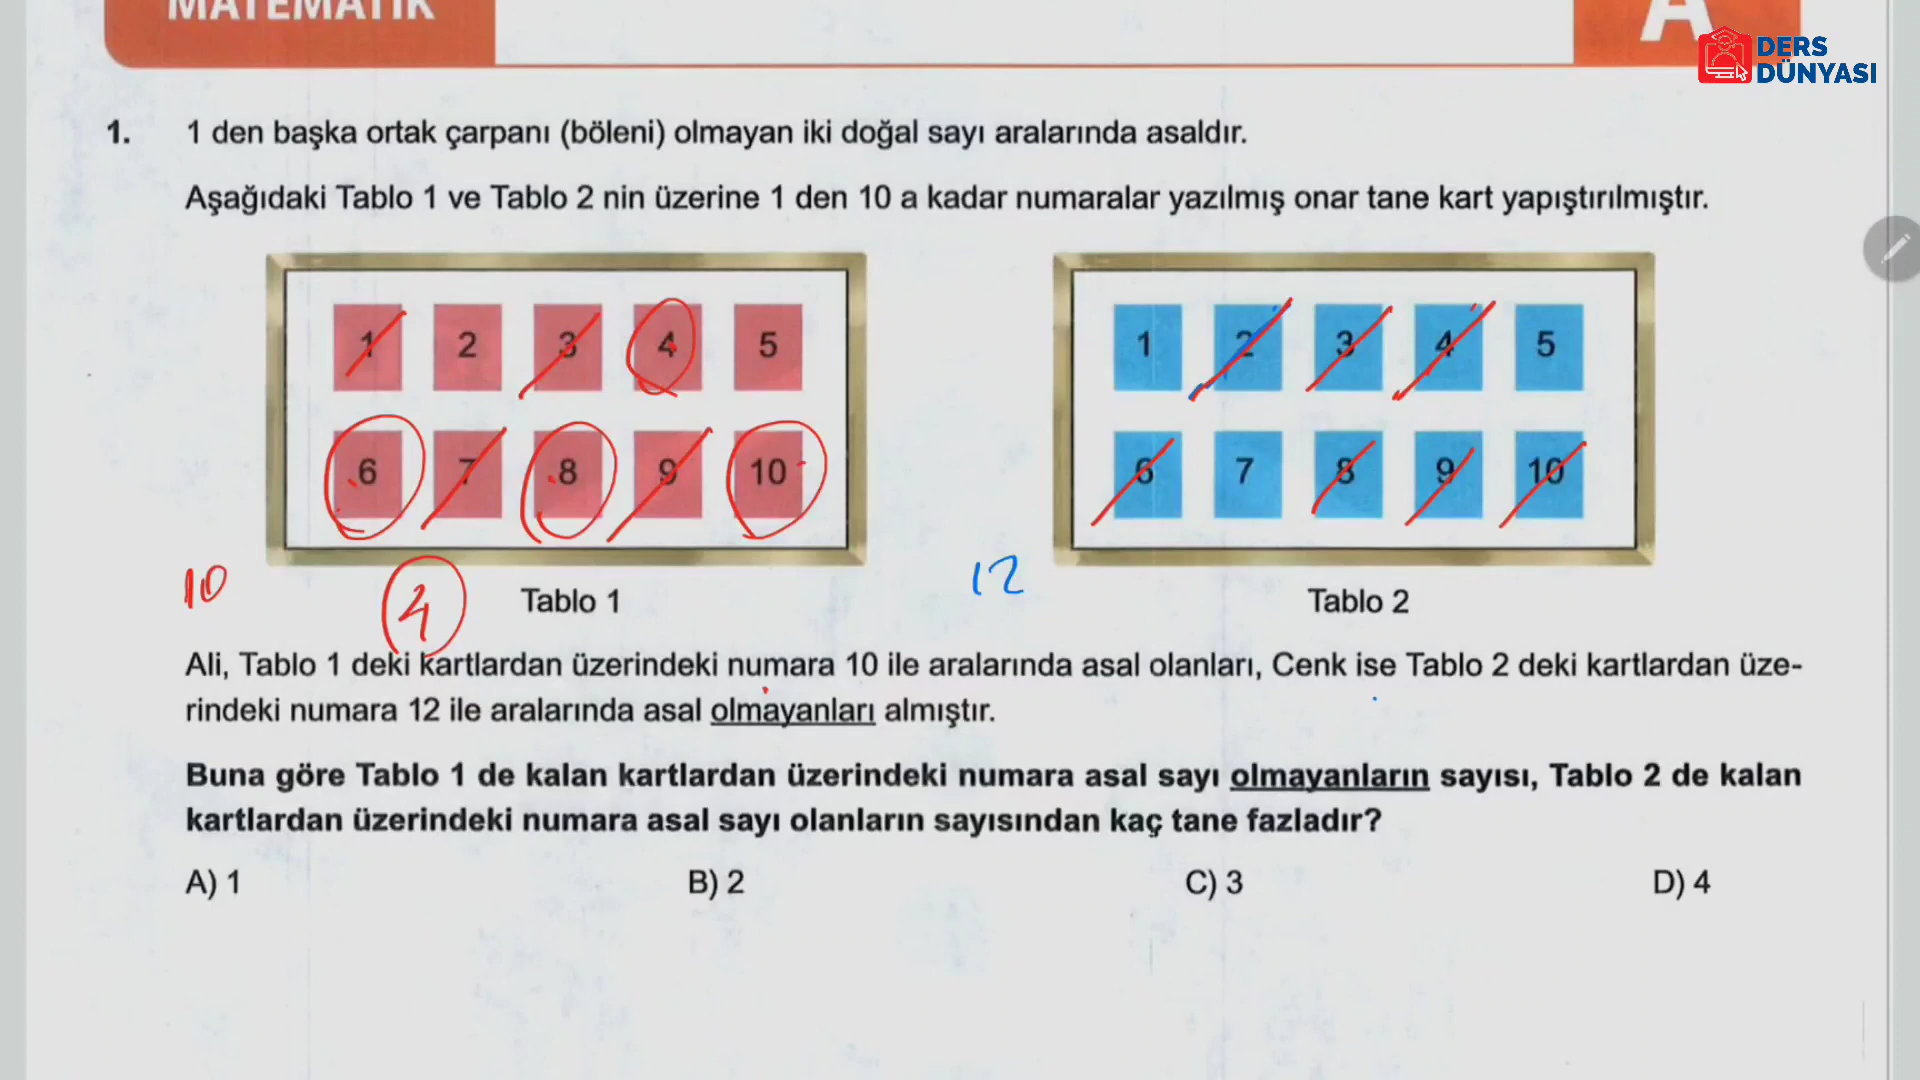 MATEMATİK
A
DERS
DÜNYASI
1. 1 den başka ortak çarpanı (böleni) olmayan iki doğal sayı aralarında asaldır.
Aşağıdaki Tablo 1 ve Tablo 2 nin üzerine 1 den 10 a kadar numaralar yazılmış onar tane kart yapıştırılmıştır.
1 2 3 4 5
6 7 8 9 10
1 2 3 4 5
6 7 8 9 10
10
4
Tablo 1
12
Tablo 2
Ali, Tablo 1 deki kartlardan üzerindeki numara 10 ile aralarında asal olanları, Cenk ise Tablo 2 deki kartlardan üze-
rindeki numara 12 ile aralarında asal olmayanları almıştır.
Buna göre Tablo 1 de kalan kartlardan üzerindeki numara asal sayı olmayanların sayısı, Tablo 2 de kalan
kartlardan üzerindeki numara asal sayı olanların sayısından kaç tane fazladır?
A) 1 B) 2 C) 3 D) 4